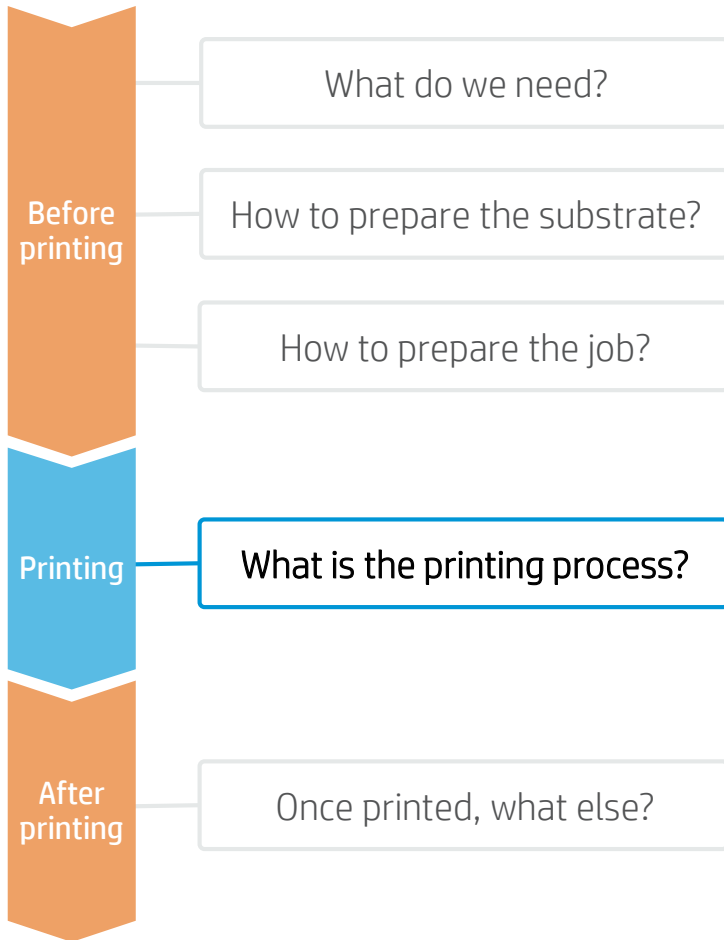 What do we need?
Before
printing
How to prepare the substrate?
How to prepare the job?
Printing
What is the printing process?
After
printing
Once printed, what else?